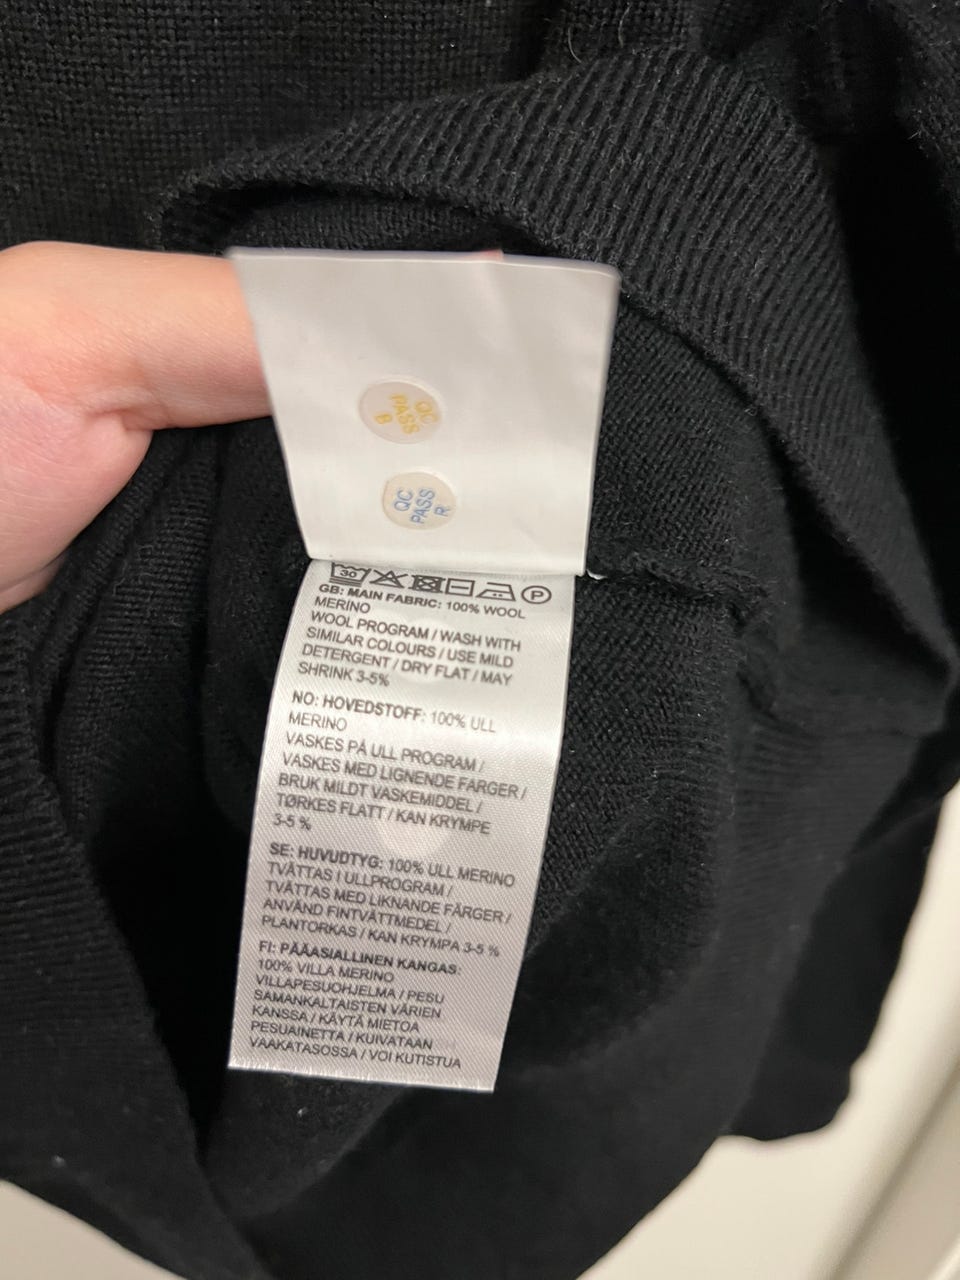 QC
PASS
B
QC
PASS
R
30 P
GB: MAIN FABRIC: 100% WOOL
MERINO
WOOL PROGRAM / WASH WITH
SIMILAR COLOURS / USE MILD
DETERGENT / DRY FLAT / MAY
SHRINK 3-5%
NO: HOVEDSTOFF: 100% ULL
MERINO
VASKES PÅ ULL PROGRAM /
VASKES MED LIGNENDE FARGER /
BRUK MILDT VASKEMIDDEL /
TØRKES FLATT / KAN KRYMPE
3-5 %
SE: HUVUDTYG: 100% ULL MERINO
TVÄTTAS I ULLPROGRAM /
TVÄTTAS MED LIKNANDE FÄRGER /
ANVÄND FINTVÄTTMEDEL /
PLANTORKAS / KAN KRYMPA 3-5 %
FI: PÄÄASIALLINEN KANGAS:
100% VILLA MERINO
VILLAPESUOHJELMA / PESU
SAMANKALTAISTEN VÄRIEN
KANSSA / KÄYTÄ MIETOA
PESUAINETTA / KUIVATAAN
VAAKATASOSSA / VOI KUTISTUA